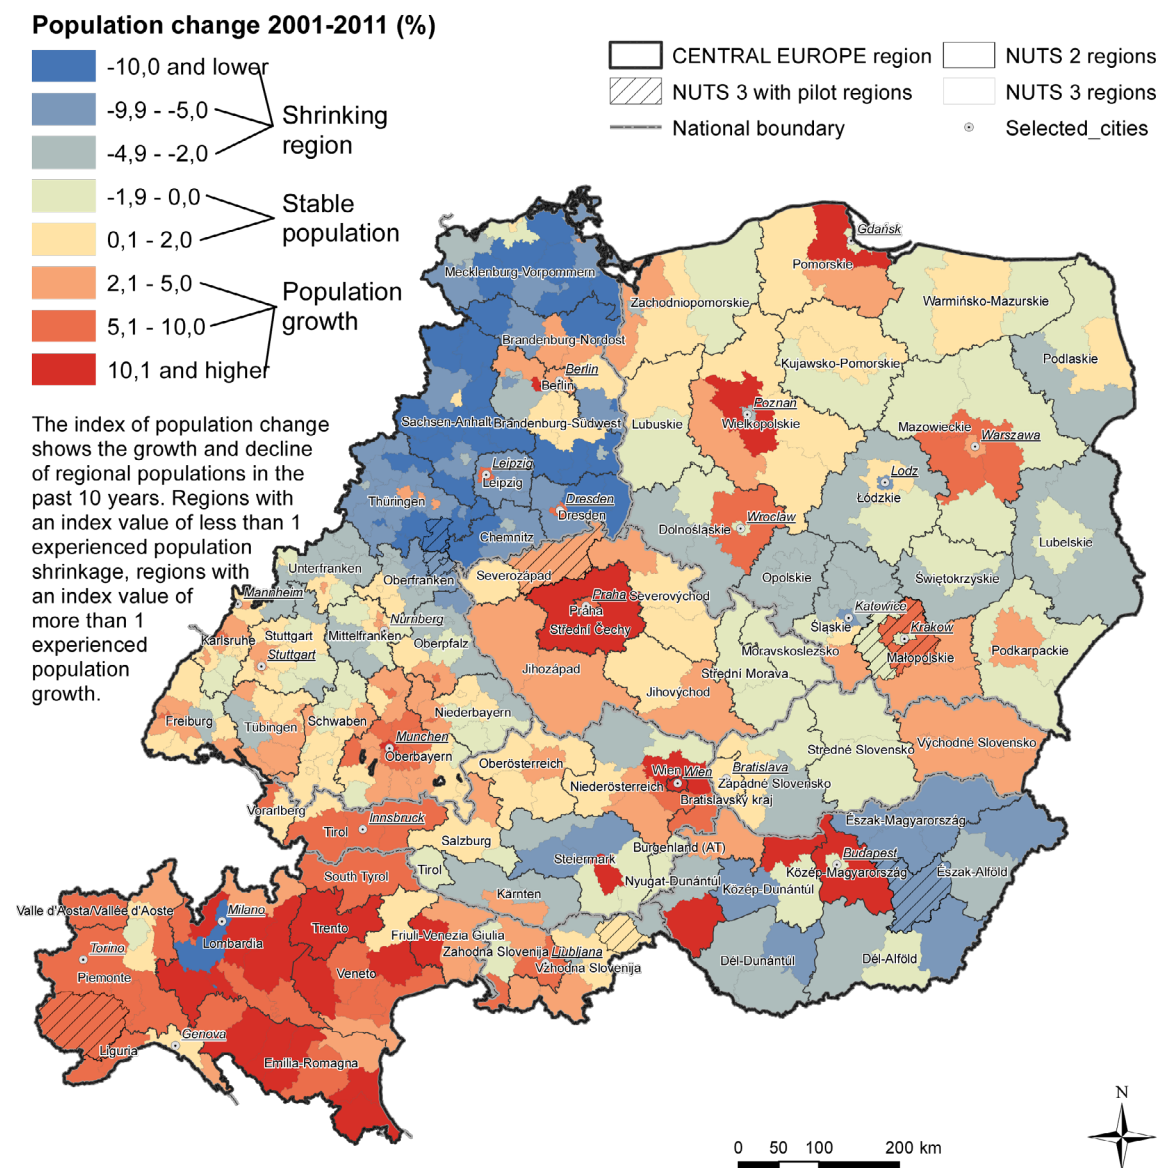 Population change 2001-2011 (%)
-10,0 and lower
-9,9 - -5,0
-4,9 - -2,0
-1,9 - 0,0
0,1 - 2,0
2,1 - 5,0
5,1 - 10,0
10,1 and higher
Shrinking
region
Stable
population
Population
growth
CENTRAL EUROPE region
NUTS 3 with pilot regions
National boundary
NUTS 2 regions
NUTS 3 regions
Selected_cities
The index of population change
shows the growth and decline
of regional populations in the
past 10 years. Regions with
an index value of less than 1
experienced population
shrinkage, regions with
an index value of
more than 1
experienced
population
growth.
Gdańsk
Pomorskie
Mecklenburg-Vorpommern
Zachodniopomorskie
Warmińsko-Mazurskie
Brandenburg-Nordost
Podlaskie
Kujawsko-Pomorskie
Berlin
Berlin
Poznań
Wielkopolskie
Sachsen-Anhalt
Brandenburg-Südwest
Lubuskie
Mazowieckie
Warszawa
Leipzig
Leipzig
Lodz
Łódzkie
Thüringen
Dresden
Dresden
Wroclaw
Dolnośląskie
Chemnitz
Lubelskie
Unterfranken
Oberfranken
Severozápad
Opolskie
Świętokrzyskie
Mannheim
Praha
Severovýchod
Praha
Katowice
Nürnberg
Karlsruhe
Stuttgart
Mittelfranken
Střední Čechy
Śląskie
Krakow
Stuttgart
Oberpfalz
Moravskoslezsko
Małopolskie
Podkarpackie
Jihozápad
Střední Morava
Jihovýchod
Freiburg
Tübingen
Schwaben
Niederbayern
Munchen
Oberbayern
Stredné Slovensko
Východné Slovensko
Oberösterreich
Wien
Wien
Bratislava
Niederösterreich
Západné Slovensko
Bratislavský kraj
Vorarlberg
Innsbruck
Tirol
Észak-Magyarország
Salzburg
Burgenland (AT)
Steiermark
Budapest
Tirol
South Tyrol
Nyugat-Dunántúl
Közép-Dunántúl
Közép-Magyarország
Észak-Alföld
Kärnten
Valle d'Aosta/Vallée d'Aoste
Milano
Trento
Friuli-Venezia Giulia
Lombardia
Torino
Zahodna Slovenija
Ljubljana
Vzhodna Slovenija
Piemonte
Veneto
Dél-Dunántúl
Dél-Alföld
Genova
Liguria
Emilia-Romagna
N
0 50 100 200 km